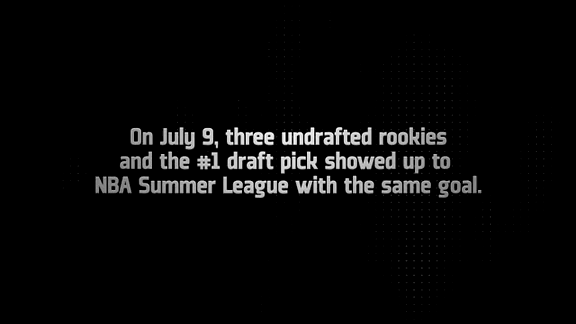 On July 9, three undrafted rookies
and the #1 draft pick showed up to
NBA Summer League with the same goal.